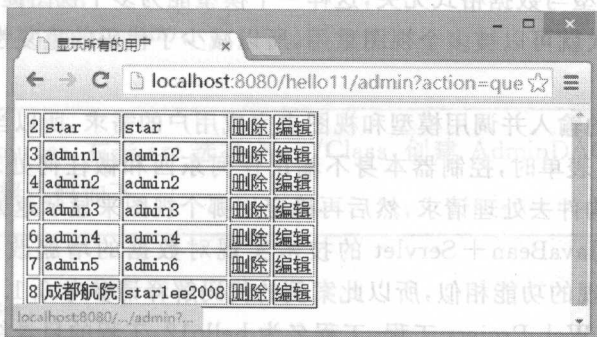 显示所有的用户
localhost:8080/hello11/admin?action=que
2 star star 删除 编辑
3 admin1 admin2 删除 编辑
4 admin2 admin2 删除 编辑
5 admin3 admin3 删除 编辑
6 admin4 admin4 删除 编辑
7 admin5 admin6 删除 编辑
8 成都航院 starlee2008 删除 编辑
localhost:8080/.../admin?...